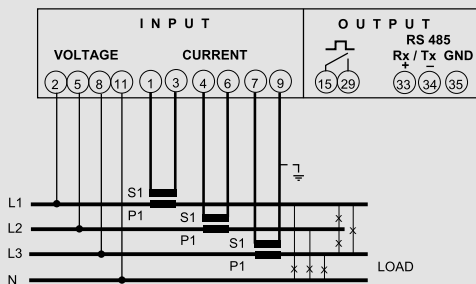 INPUT
OUTPUT
VOLTAGE CURRENT
RS 485
Rx / Tx GND
+ −
2 5 8 11 1 3 4 6 7 9 15 29 33 34 35
S1
L1
P1
S1
L2
P1
S1
L3
P1
LOAD
N